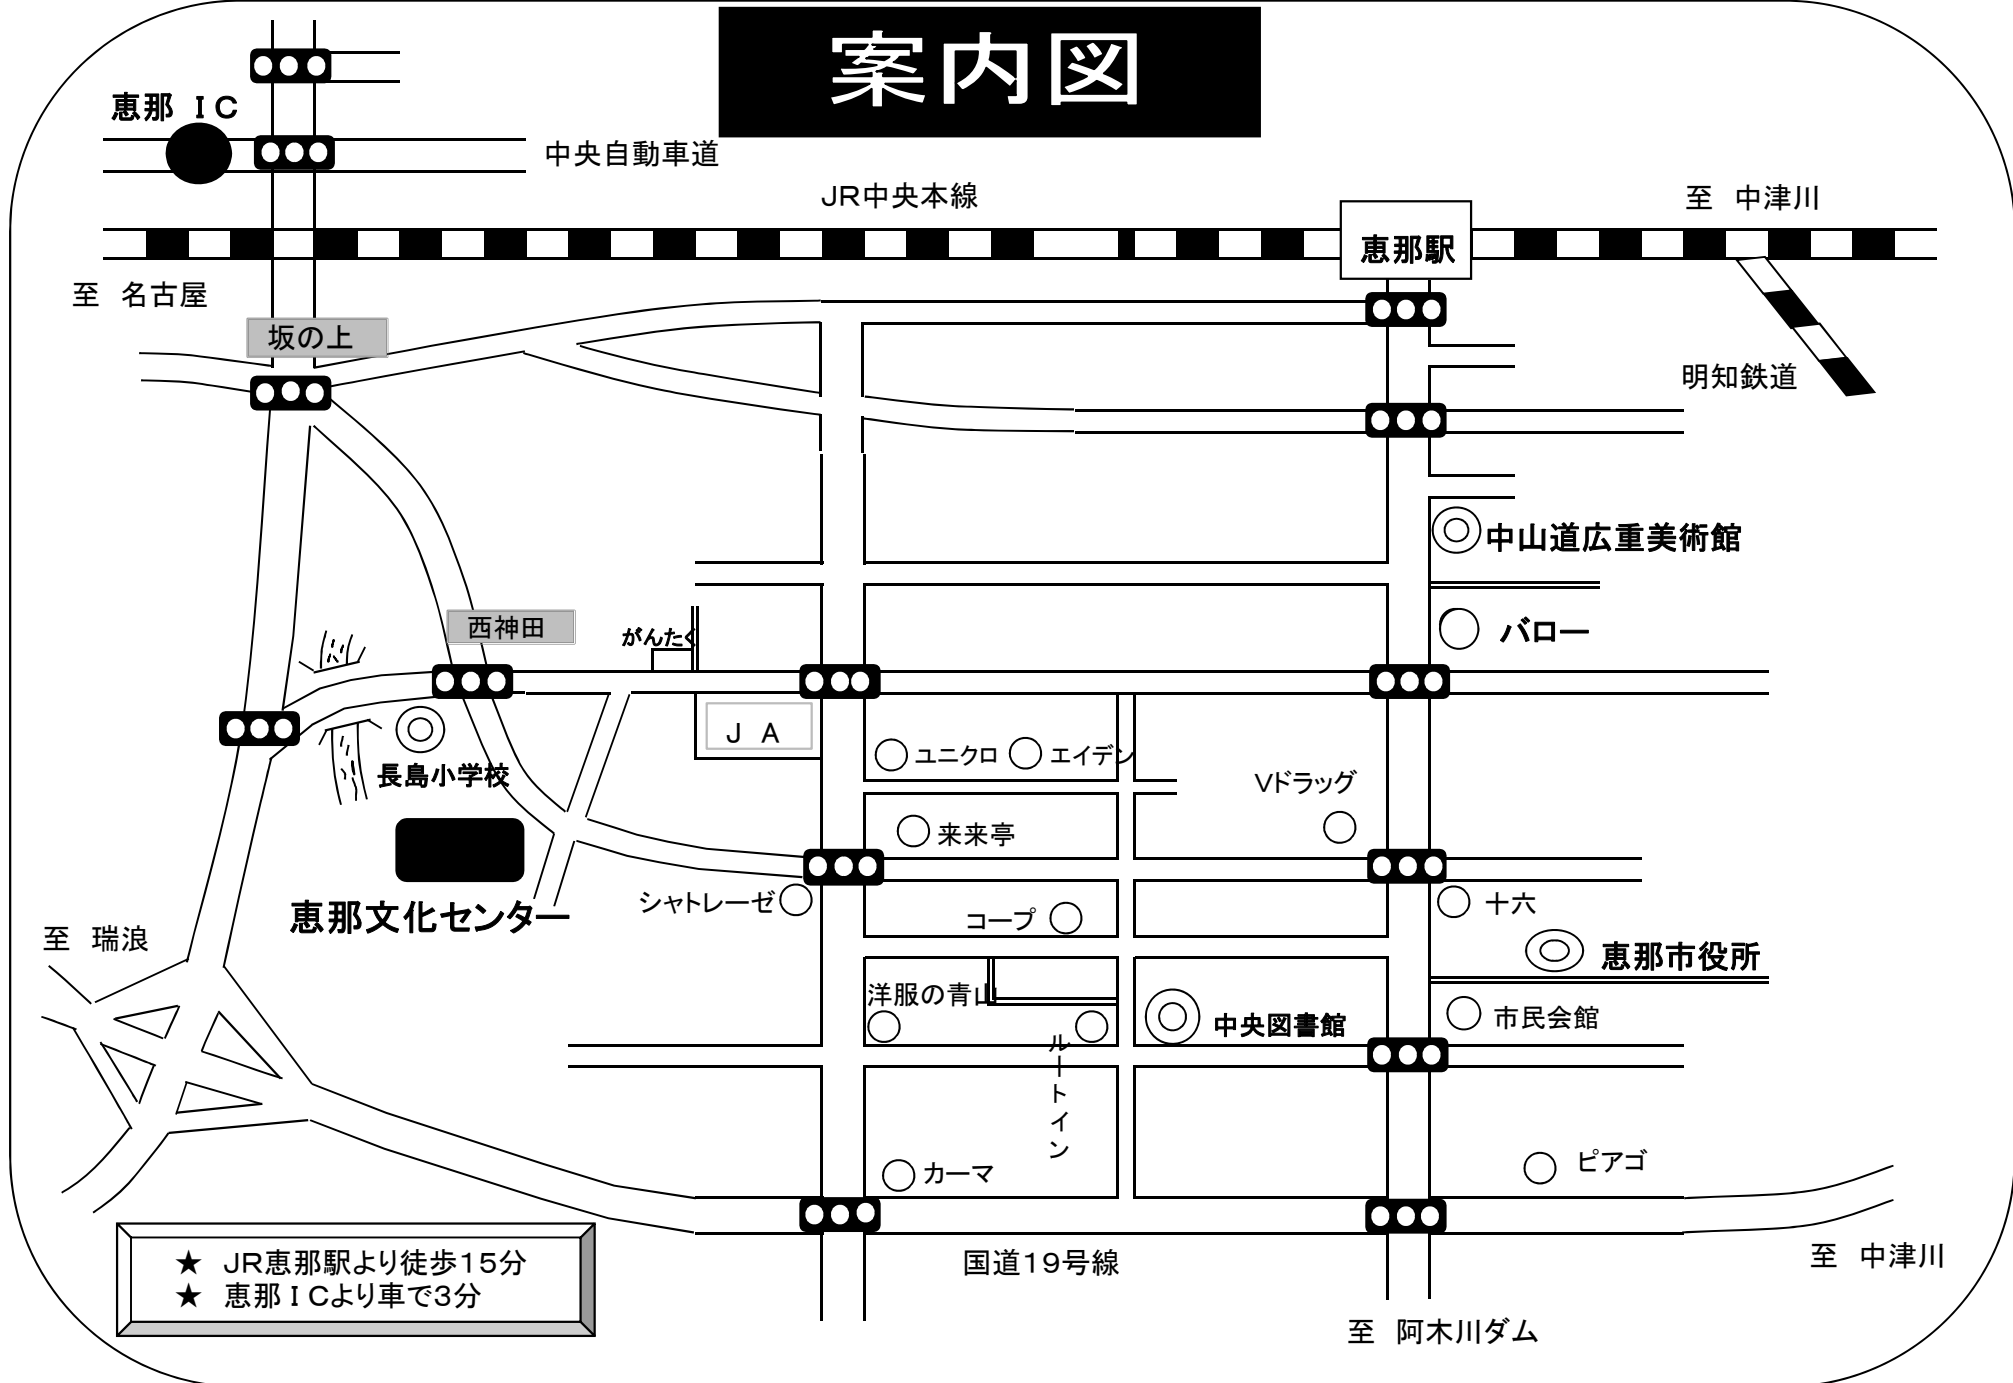 案内図
恵那 ＩＣ
中央自動車道
JR中央本線
至 中津川
恵那駅
至 名古屋
坂の上
明知鉄道
中山道広重美術館
西神田
がんたく
バロー
ＪＡ
ユニクロ
エイデン
長島小学校
Vドラッグ
来来亭
シャトレーゼ
コープ
十六
恵那文化センター
至 瑞浪
恵那市役所
洋服の青山
中央図書館
市民会館
ルートイン
カーマ
ピアゴ
★ JR恵那駅より徒歩15分
★ 恵那ＩＣより車で3分
国道19号線
至 中津川
至 阿木川ダム